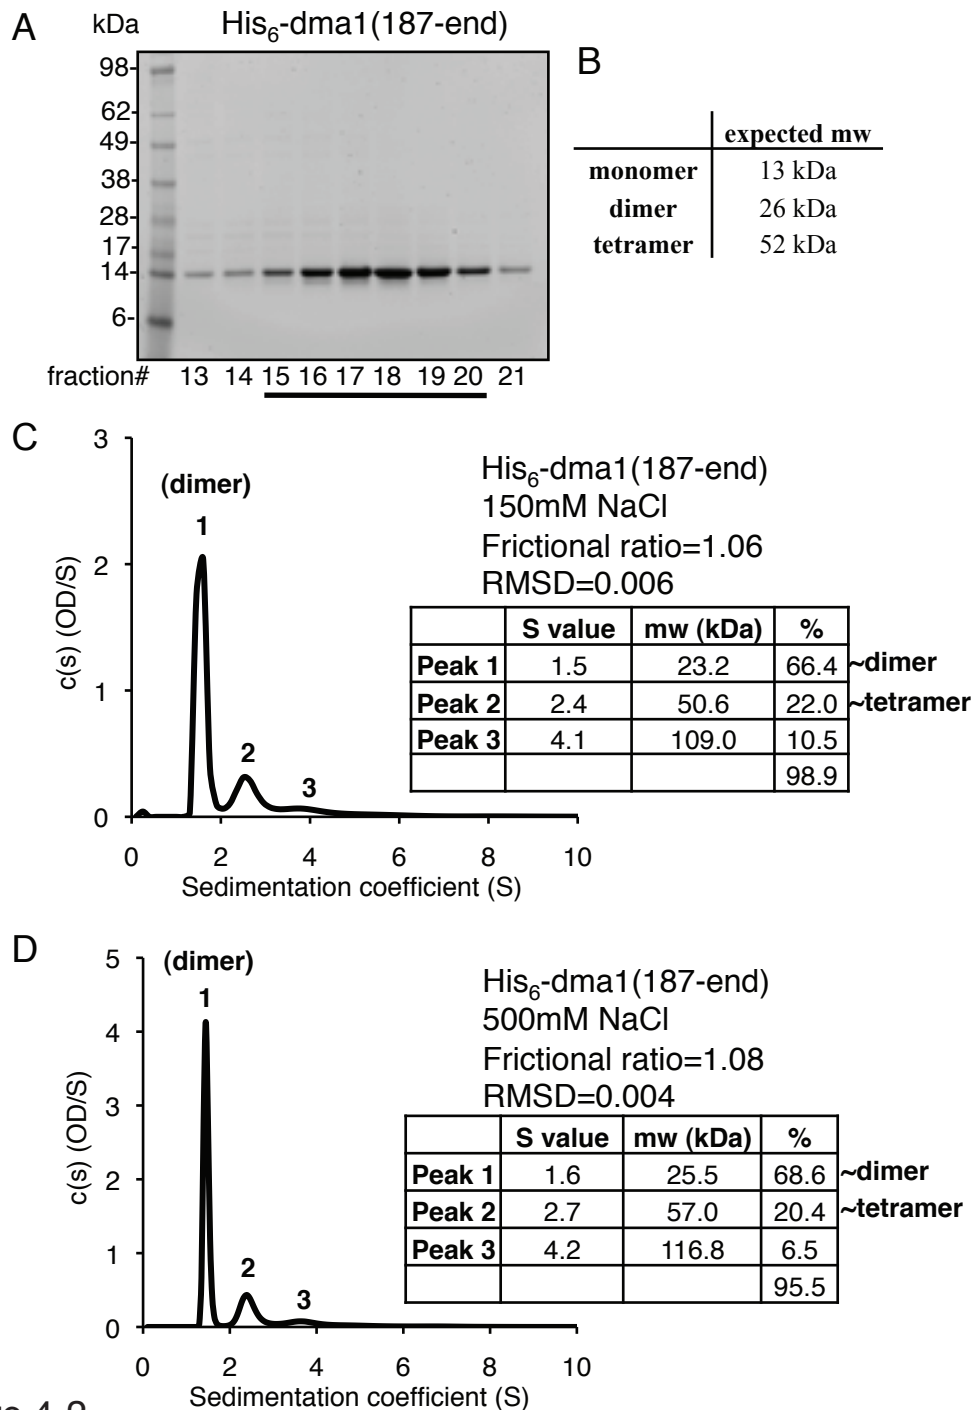 A
kDa
His6-dma1(187-end)
98-
62-
49-
38-
28-
17-
14-
6-
fraction# 13 14 15 16 17 18 19 20 21
B
expected mw
monomer 13 kDa
dimer 26 kDa
tetramer 52 kDa
C
3
2
1
0
c(s) (OD/S)
(dimer)
1
2
3
0 2 4 6 8 10
Sedimentation coefficient (S)
His6-dma1(187-end)
150mM NaCl
Frictional ratio=1.06
RMSD=0.006
S value mw (kDa) %
Peak 1 1.5 23.2 66.4 ~dimer
Peak 2 2.4 50.6 22.0 ~tetramer
Peak 3 4.1 109.0 10.5
98.9
D
5
4
3
2
1
0
c(s) (OD/S)
(dimer)
1
2
3
0 2 4 6 8 10
Sedimentation coefficient (S)
His6-dma1(187-end)
500mM NaCl
Frictional ratio=1.08
RMSD=0.004
S value mw (kDa) %
Peak 1 1.6 25.5 68.6 ~dimer
Peak 2 2.7 57.0 20.4 ~tetramer
Peak 3 4.2 116.8 6.5
95.5